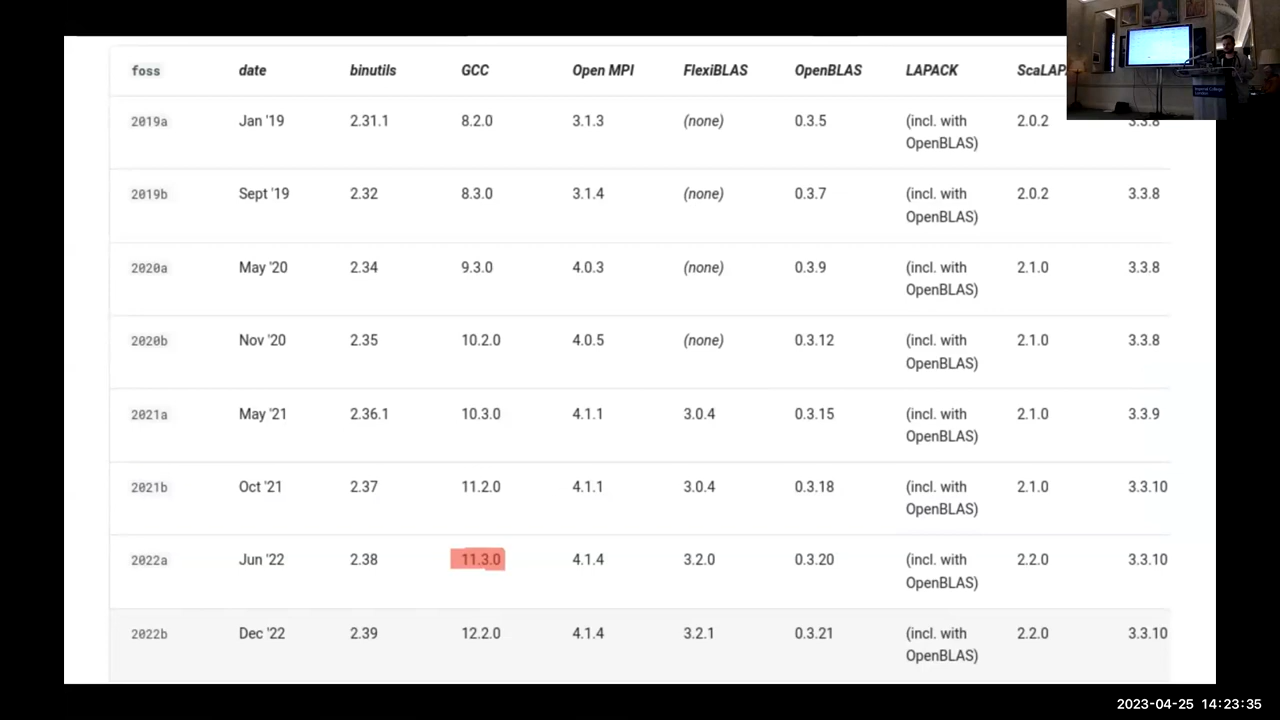 foss date binutils GCC Open MPI FlexiBLAS OpenBLAS LAPACK ScaLAP
2019a Jan '19 2.31.1 8.2.0 3.1.3 (none) 0.3.5 (incl. with 2.0.2 3.3.8
OpenBLAS)
2019b Sept '19 2.32 8.3.0 3.1.4 (none) 0.3.7 (incl. with 2.0.2 3.3.8
OpenBLAS)
2020a May '20 2.34 9.3.0 4.0.3 (none) 0.3.9 (incl. with 2.1.0 3.3.8
OpenBLAS)
2020b Nov '20 2.35 10.2.0 4.0.5 (none) 0.3.12 (incl. with 2.1.0 3.3.8
OpenBLAS)
2021a May '21 2.36.1 10.3.0 4.1.1 3.0.4 0.3.15 (incl. with 2.1.0 3.3.9
OpenBLAS)
2021b Oct '21 2.37 11.2.0 4.1.1 3.0.4 0.3.18 (incl. with 2.1.0 3.3.10
OpenBLAS)
2022a Jun '22 2.38 11.3.0 4.1.4 3.2.0 0.3.20 (incl. with 2.2.0 3.3.10
OpenBLAS)
2022b Dec '22 2.39 12.2.0 4.1.4 3.2.1 0.3.21 (incl. with 2.2.0 3.3.10
OpenBLAS)
Imperial College
London
2023-04-25 14:23:35